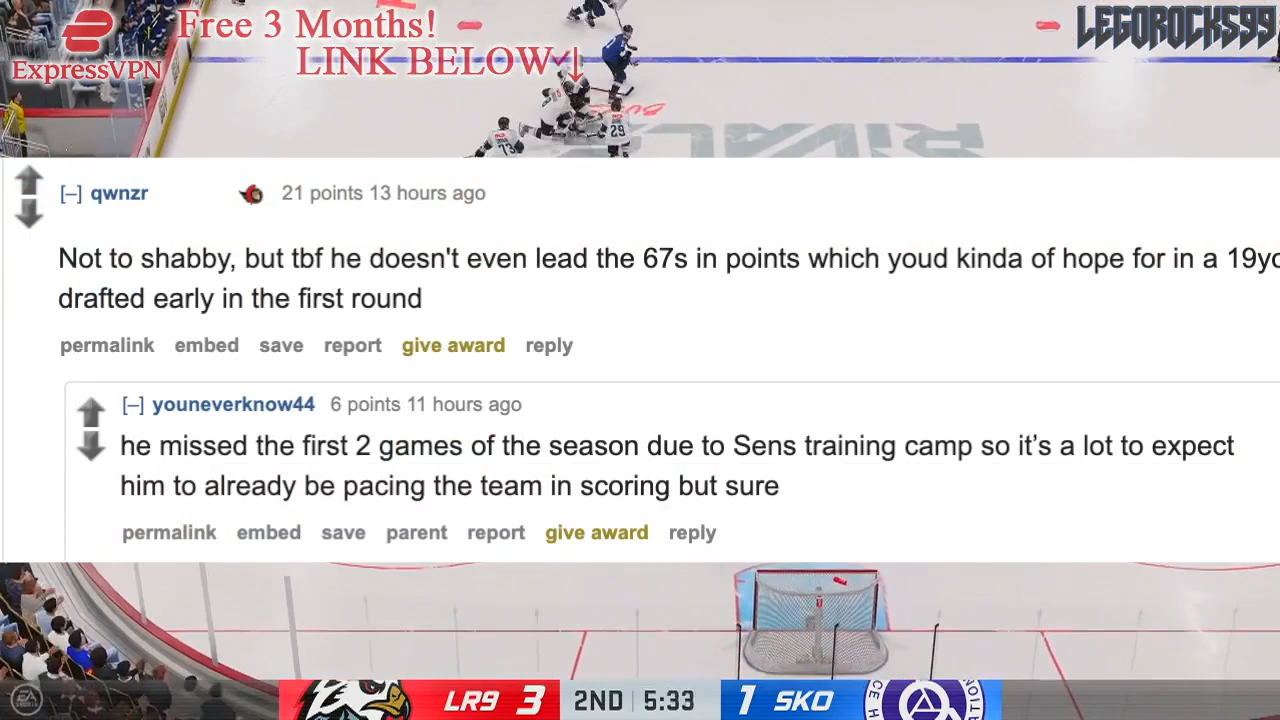 Free 3 Months!
LINK BELOW
ExpressVPN
LEGOROCKS99
29
73
RIVAL
[–] qwnzr 21 points 13 hours ago
Not to shabby, but tbf he doesn't even lead the 67s in points which youd kinda of hope for in a 19yo
drafted early in the first round
permalink embed save report give award reply
[–] youneverknow44 6 points 11 hours ago
he missed the first 2 games of the season due to Sens training camp so it's a lot to expect
him to already be pacing the team in scoring but sure
permalink embed save parent report give award reply
LR9 3 2ND 5:33 1 SKO